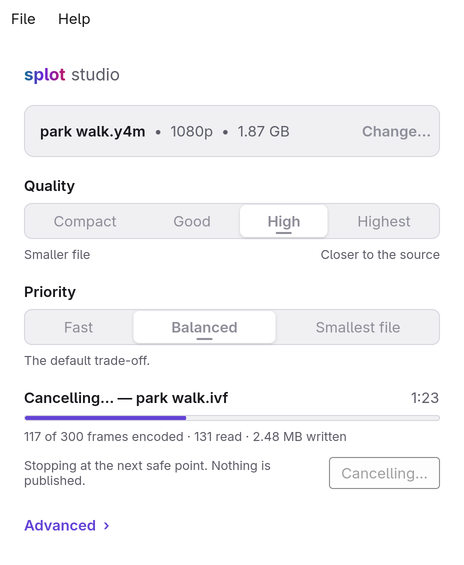 File Help
splot studio
park walk.y4m • 1080p • 1.87 GB Change...
Quality
Compact Good High Highest
Smaller file Closer to the source
Priority
Fast Balanced Smallest file
The default trade-off.
Cancelling... — park walk.ivf 1:23
117 of 300 frames encoded · 131 read · 2.48 MB written
Stopping at the next safe point. Nothing is
published.
Cancelling...
Advanced ›